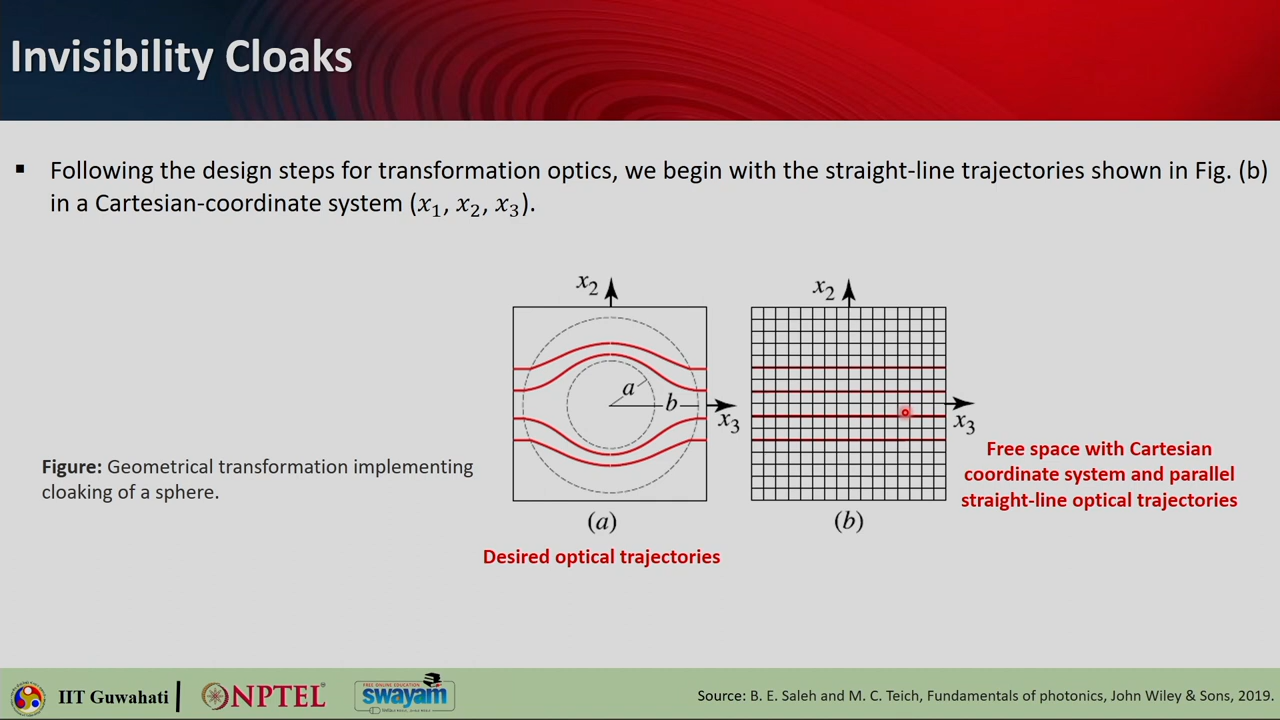 Invisibility Cloaks
▪ Following the design steps for transformation optics, we begin with the straight-line trajectories shown in Fig. (b)
in a Cartesian-coordinate system (x₁, x₂, x₃).
x₂
x₂
a
b
x₃
x₃
Figure: Geometrical transformation implementing
cloaking of a sphere.
Free space with Cartesian
coordinate system and parallel
straight-line optical trajectories
(a)
(b)
Desired optical trajectories
IIT Guwahati
NPTEL
FREE ONLINE EDUCATION
swayam
Source: B. E. Saleh and M. C. Teich, Fundamentals of photonics, John Wiley & Sons, 2019.